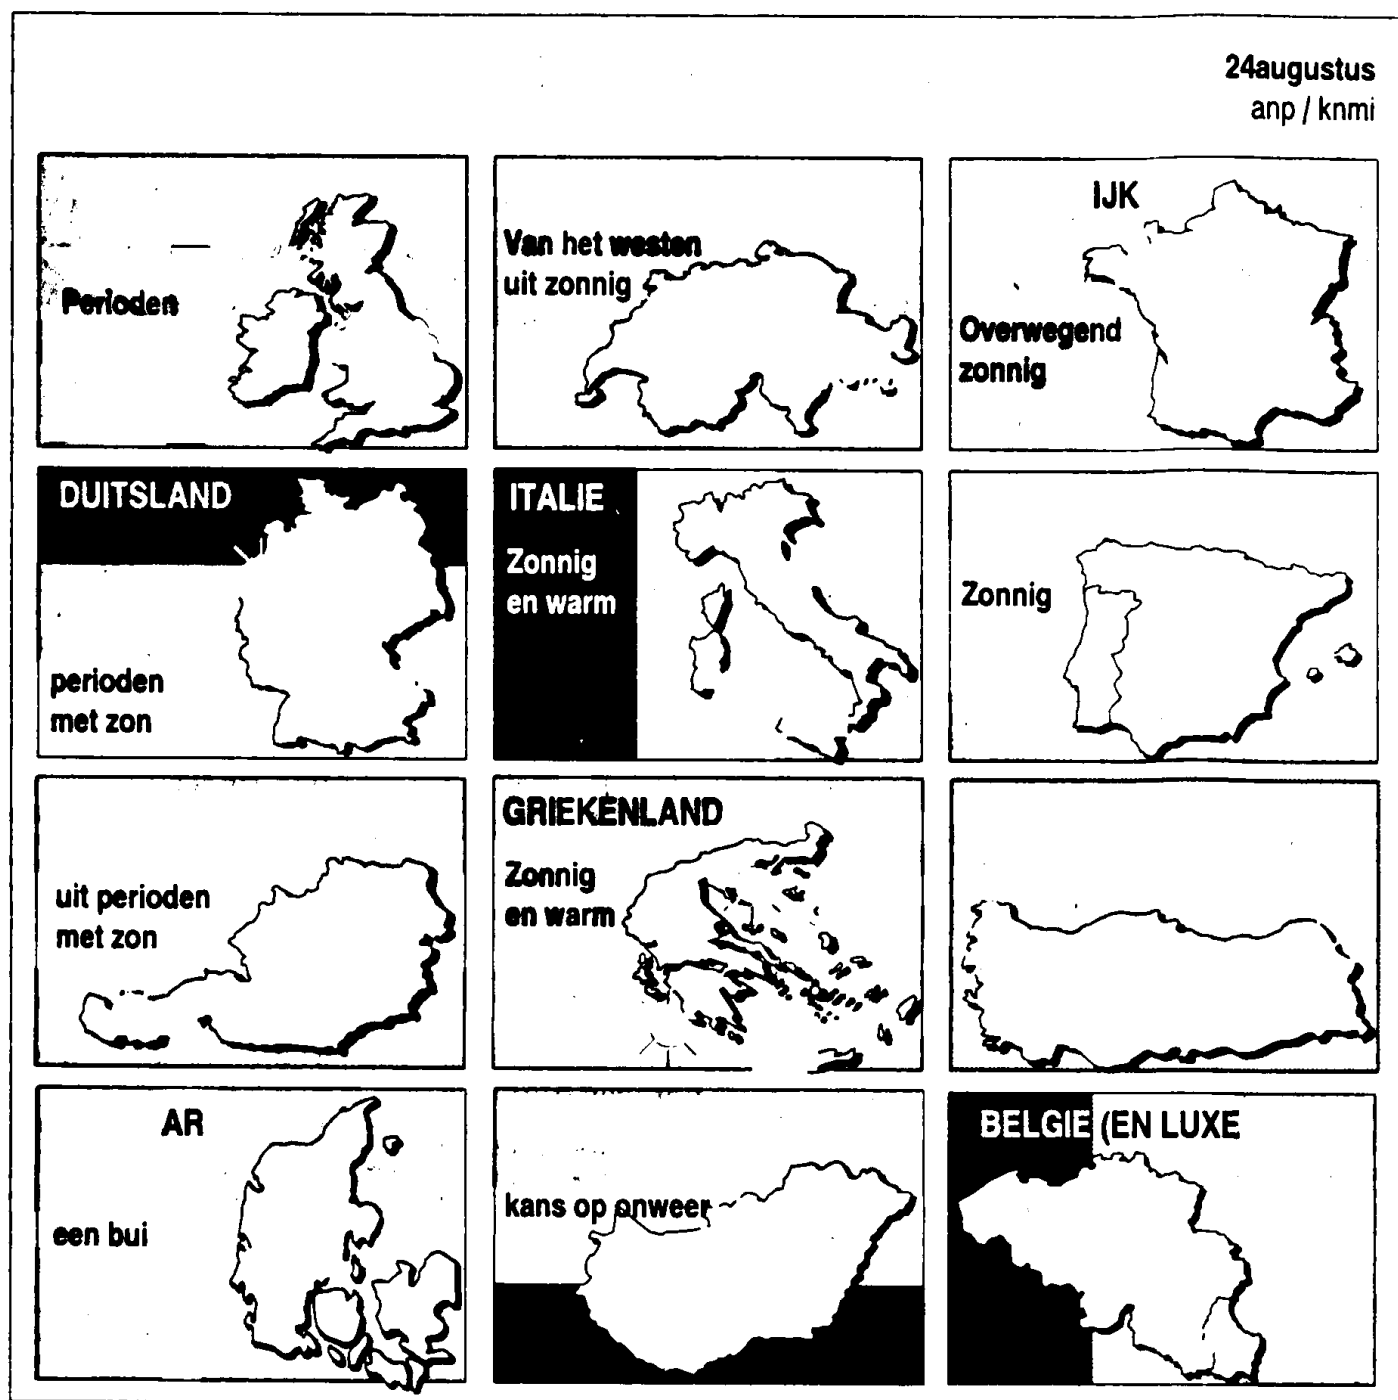 24augustus
anp / knmi
Perioden
Van het westen
uit zonnig
IJK
Overwegend
zonnig
DUITSLAND
perioden
met zon
ITALIE
Zonnig
en warm
Zonnig
uit perioden
met zon
GRIEKENLAND
Zonnig
en warm
AR
een bui
kans op onweer
BELGIE (EN LUXE